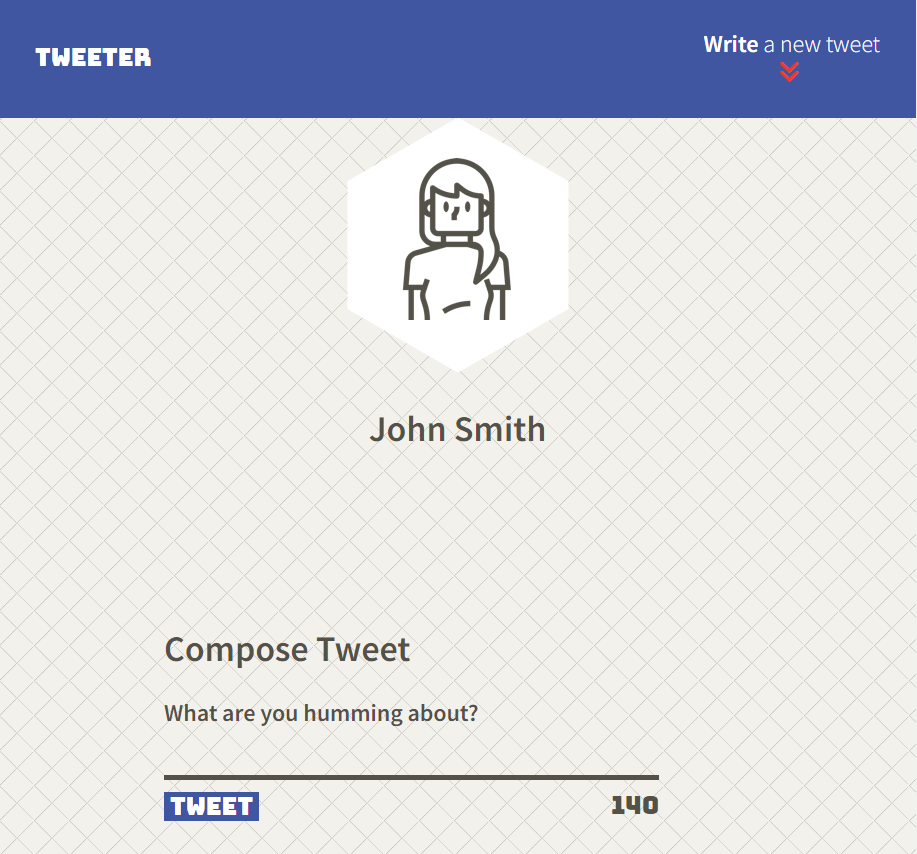 TWEETER
Write a new tweet
John Smith
Compose Tweet
What are you humming about?
TWEET
140